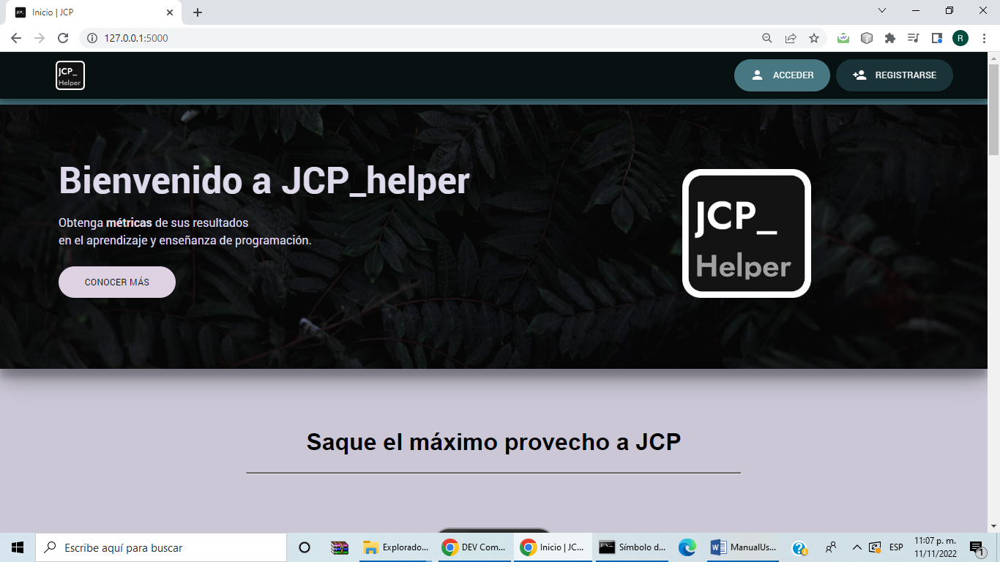 JCP_
Inicio | JCP
127.0.0.1:5000
R
JCP_
Helper
ACCEDER
REGISTRARSE
Bienvenido a JCP_helper
Obtenga métricas de sus resultados
en el aprendizaje y enseñanza de programación.
CONOCER MÁS
JCP_
Helper
Saque el máximo provecho a JCP
Escribe aquí para buscar
Explorado...
DEV Com...
Inicio | JC...
Símbolo d...
ManualUs...
ESP
11:07 p. m.
11/11/2022
1